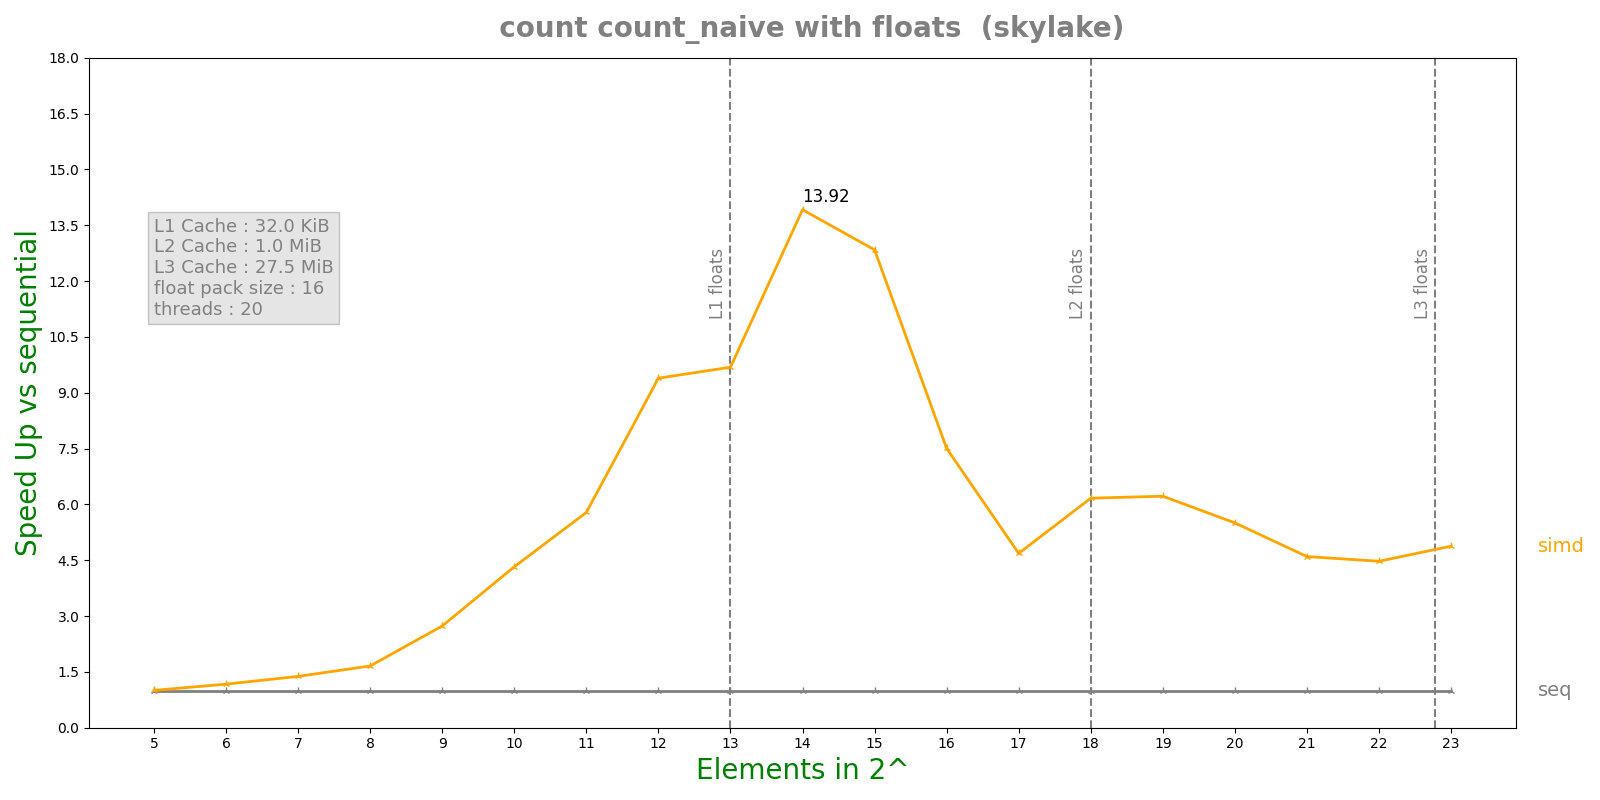 count count_naive with floats  (skylake)
18.0
16.5
15.0
13.5
12.0
10.5
9.0
7.5
6.0
4.5
3.0
1.5
0.0
Speed Up vs sequential
L1 Cache : 32.0 KiB
L2 Cache : 1.0 MiB
L3 Cache : 27.5 MiB
float pack size : 16
threads : 20
13.92
L1 floats
L2 floats
L3 floats
simd
seq
5 6 7 8 9 10 11 12 13 14 15 16 17 18 19 20 21 22 23
Elements in 2^